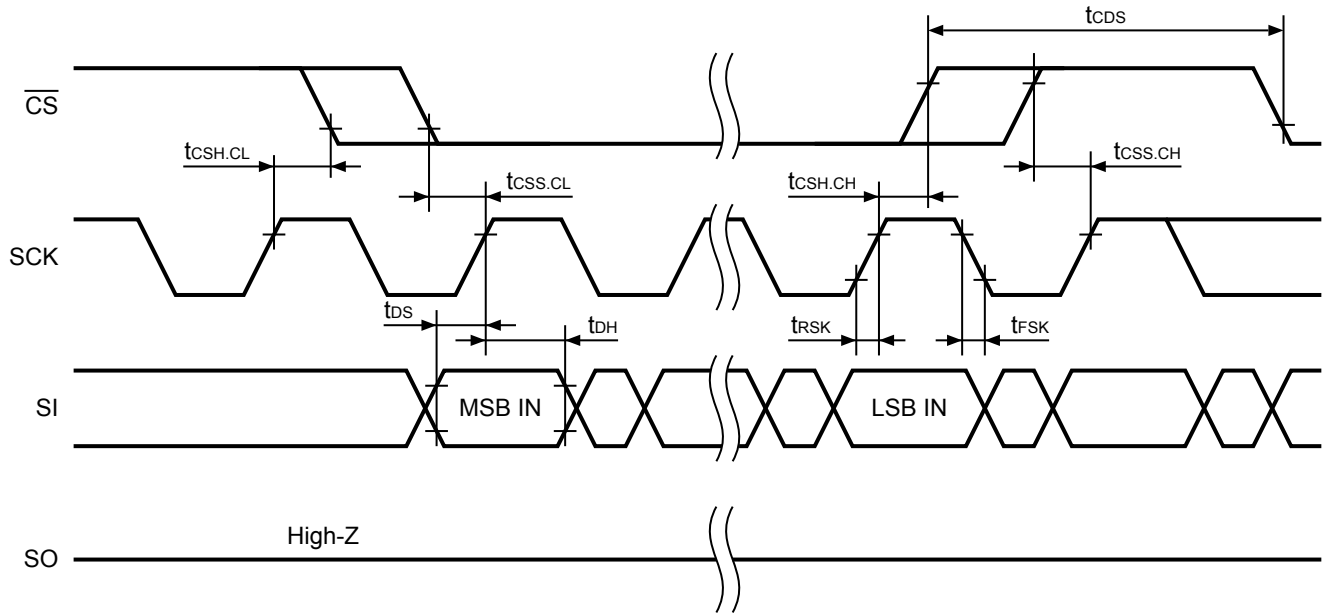 tCDS
CS
tCSH.CL
tCSS.CL
tCSH.CH
tCSS.CH
SCK
tDS
tDH
tRSK
tFSK
SI
MSB IN
LSB IN
High-Z
SO